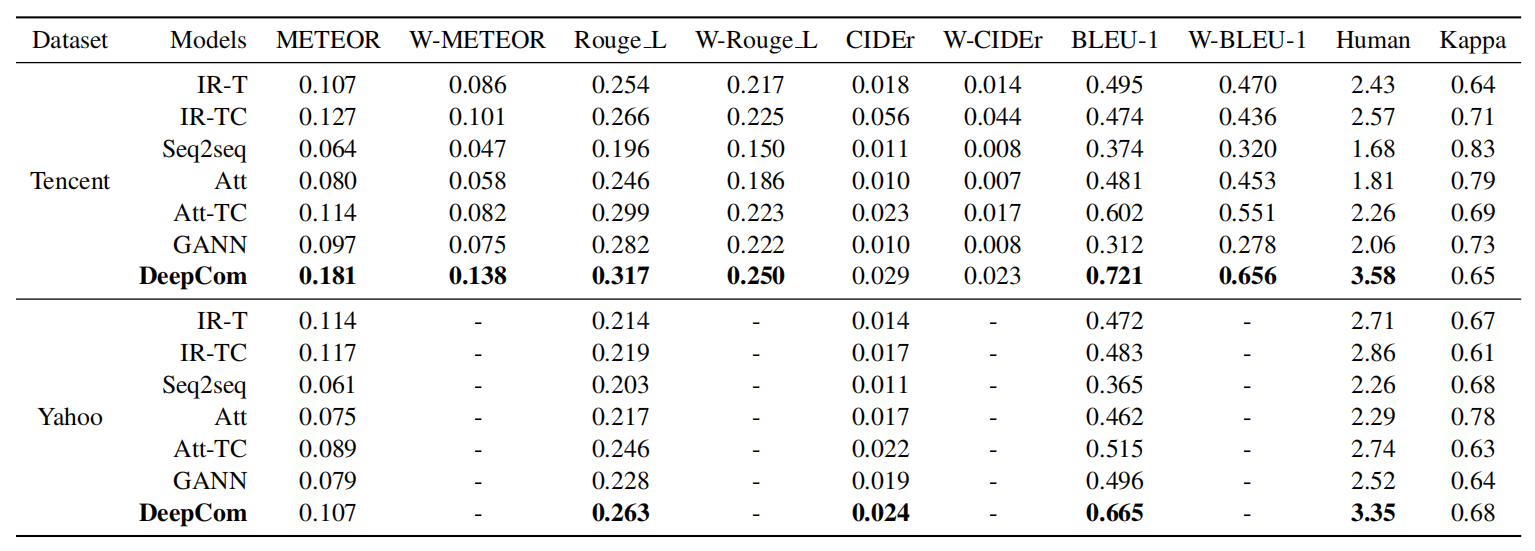 Dataset Models METEOR W-METEOR Rouge_L W-Rouge_L CIDEr W-CIDEr BLEU-1 W-BLEU-1 Human Kappa
IR-T 0.107 0.086 0.254 0.217 0.018 0.014 0.495 0.470 2.43 0.64
IR-TC 0.127 0.101 0.266 0.225 0.056 0.044 0.474 0.436 2.57 0.71
Seq2seq 0.064 0.047 0.196 0.150 0.011 0.008 0.374 0.320 1.68 0.83
Tencent Att 0.080 0.058 0.246 0.186 0.010 0.007 0.481 0.453 1.81 0.79
Att-TC 0.114 0.082 0.299 0.223 0.023 0.017 0.602 0.551 2.26 0.69
GANN 0.097 0.075 0.282 0.222 0.010 0.008 0.312 0.278 2.06 0.73
DeepCom 0.181 0.138 0.317 0.250 0.029 0.023 0.721 0.656 3.58 0.65
IR-T 0.114 - 0.214 - 0.014 - 0.472 - 2.71 0.67
IR-TC 0.117 - 0.219 - 0.017 - 0.483 - 2.86 0.61
Seq2seq 0.061 - 0.203 - 0.011 - 0.365 - 2.26 0.68
Yahoo Att 0.075 - 0.217 - 0.017 - 0.462 - 2.29 0.78
Att-TC 0.089 - 0.246 - 0.022 - 0.515 - 2.74 0.63
GANN 0.079 - 0.228 - 0.019 - 0.496 - 2.52 0.64
DeepCom 0.107 - 0.263 - 0.024 - 0.665 - 3.35 0.68